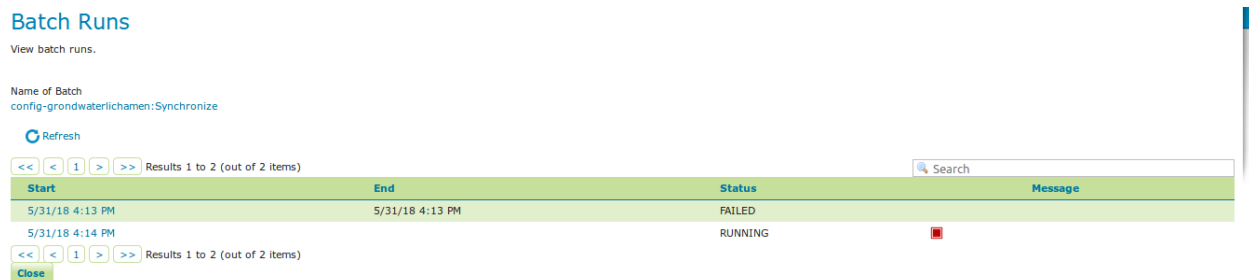 Batch Runs
View batch runs.
Name of Batch
config-grondwaterlichamen:Synchronize
Refresh
<< < 1 > >> Results 1 to 2 (out of 2 items) Search
Start End Status Message
5/31/18 4:13 PM 5/31/18 4:13 PM FAILED
5/31/18 4:14 PM RUNNING
<< < 1 > >> Results 1 to 2 (out of 2 items)
Close